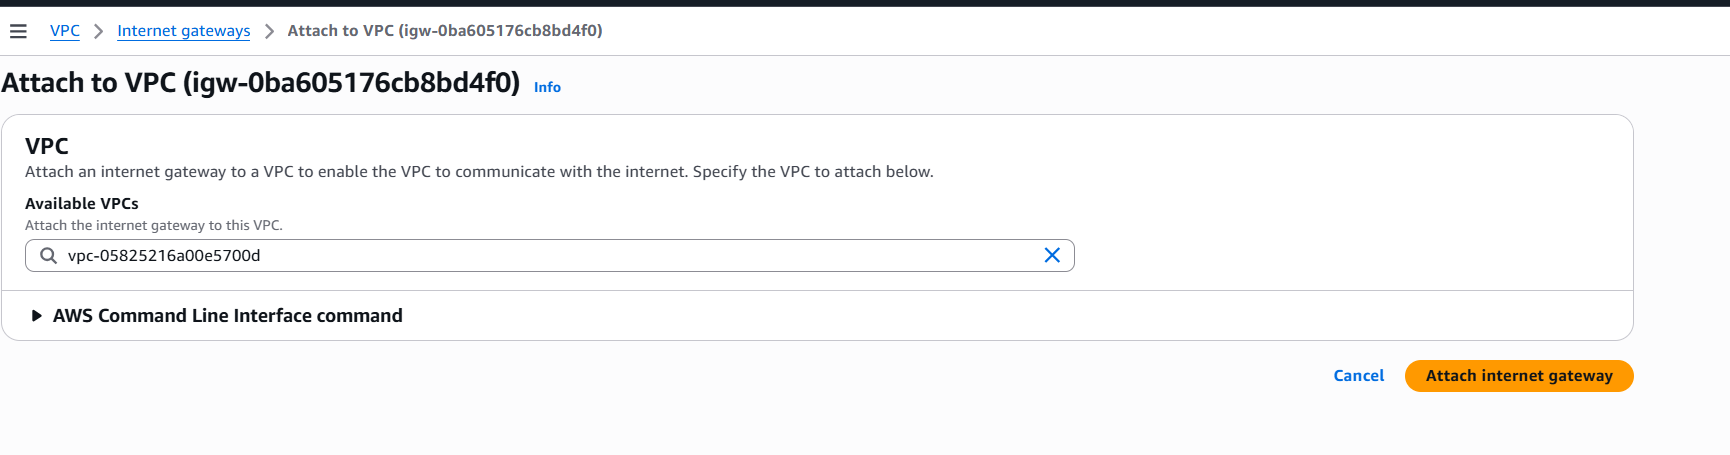 VPC > Internet gateways > Attach to VPC (igw-0ba605176cb8bd4f0)
Attach to VPC (igw-0ba605176cb8bd4f0) Info
VPC
Attach an internet gateway to a VPC to enable the VPC to communicate with the internet. Specify the VPC to attach below.
Available VPCs
Attach the internet gateway to this VPC.
vpc-05825216a00e5700d
AWS Command Line Interface command
Cancel Attach internet gateway